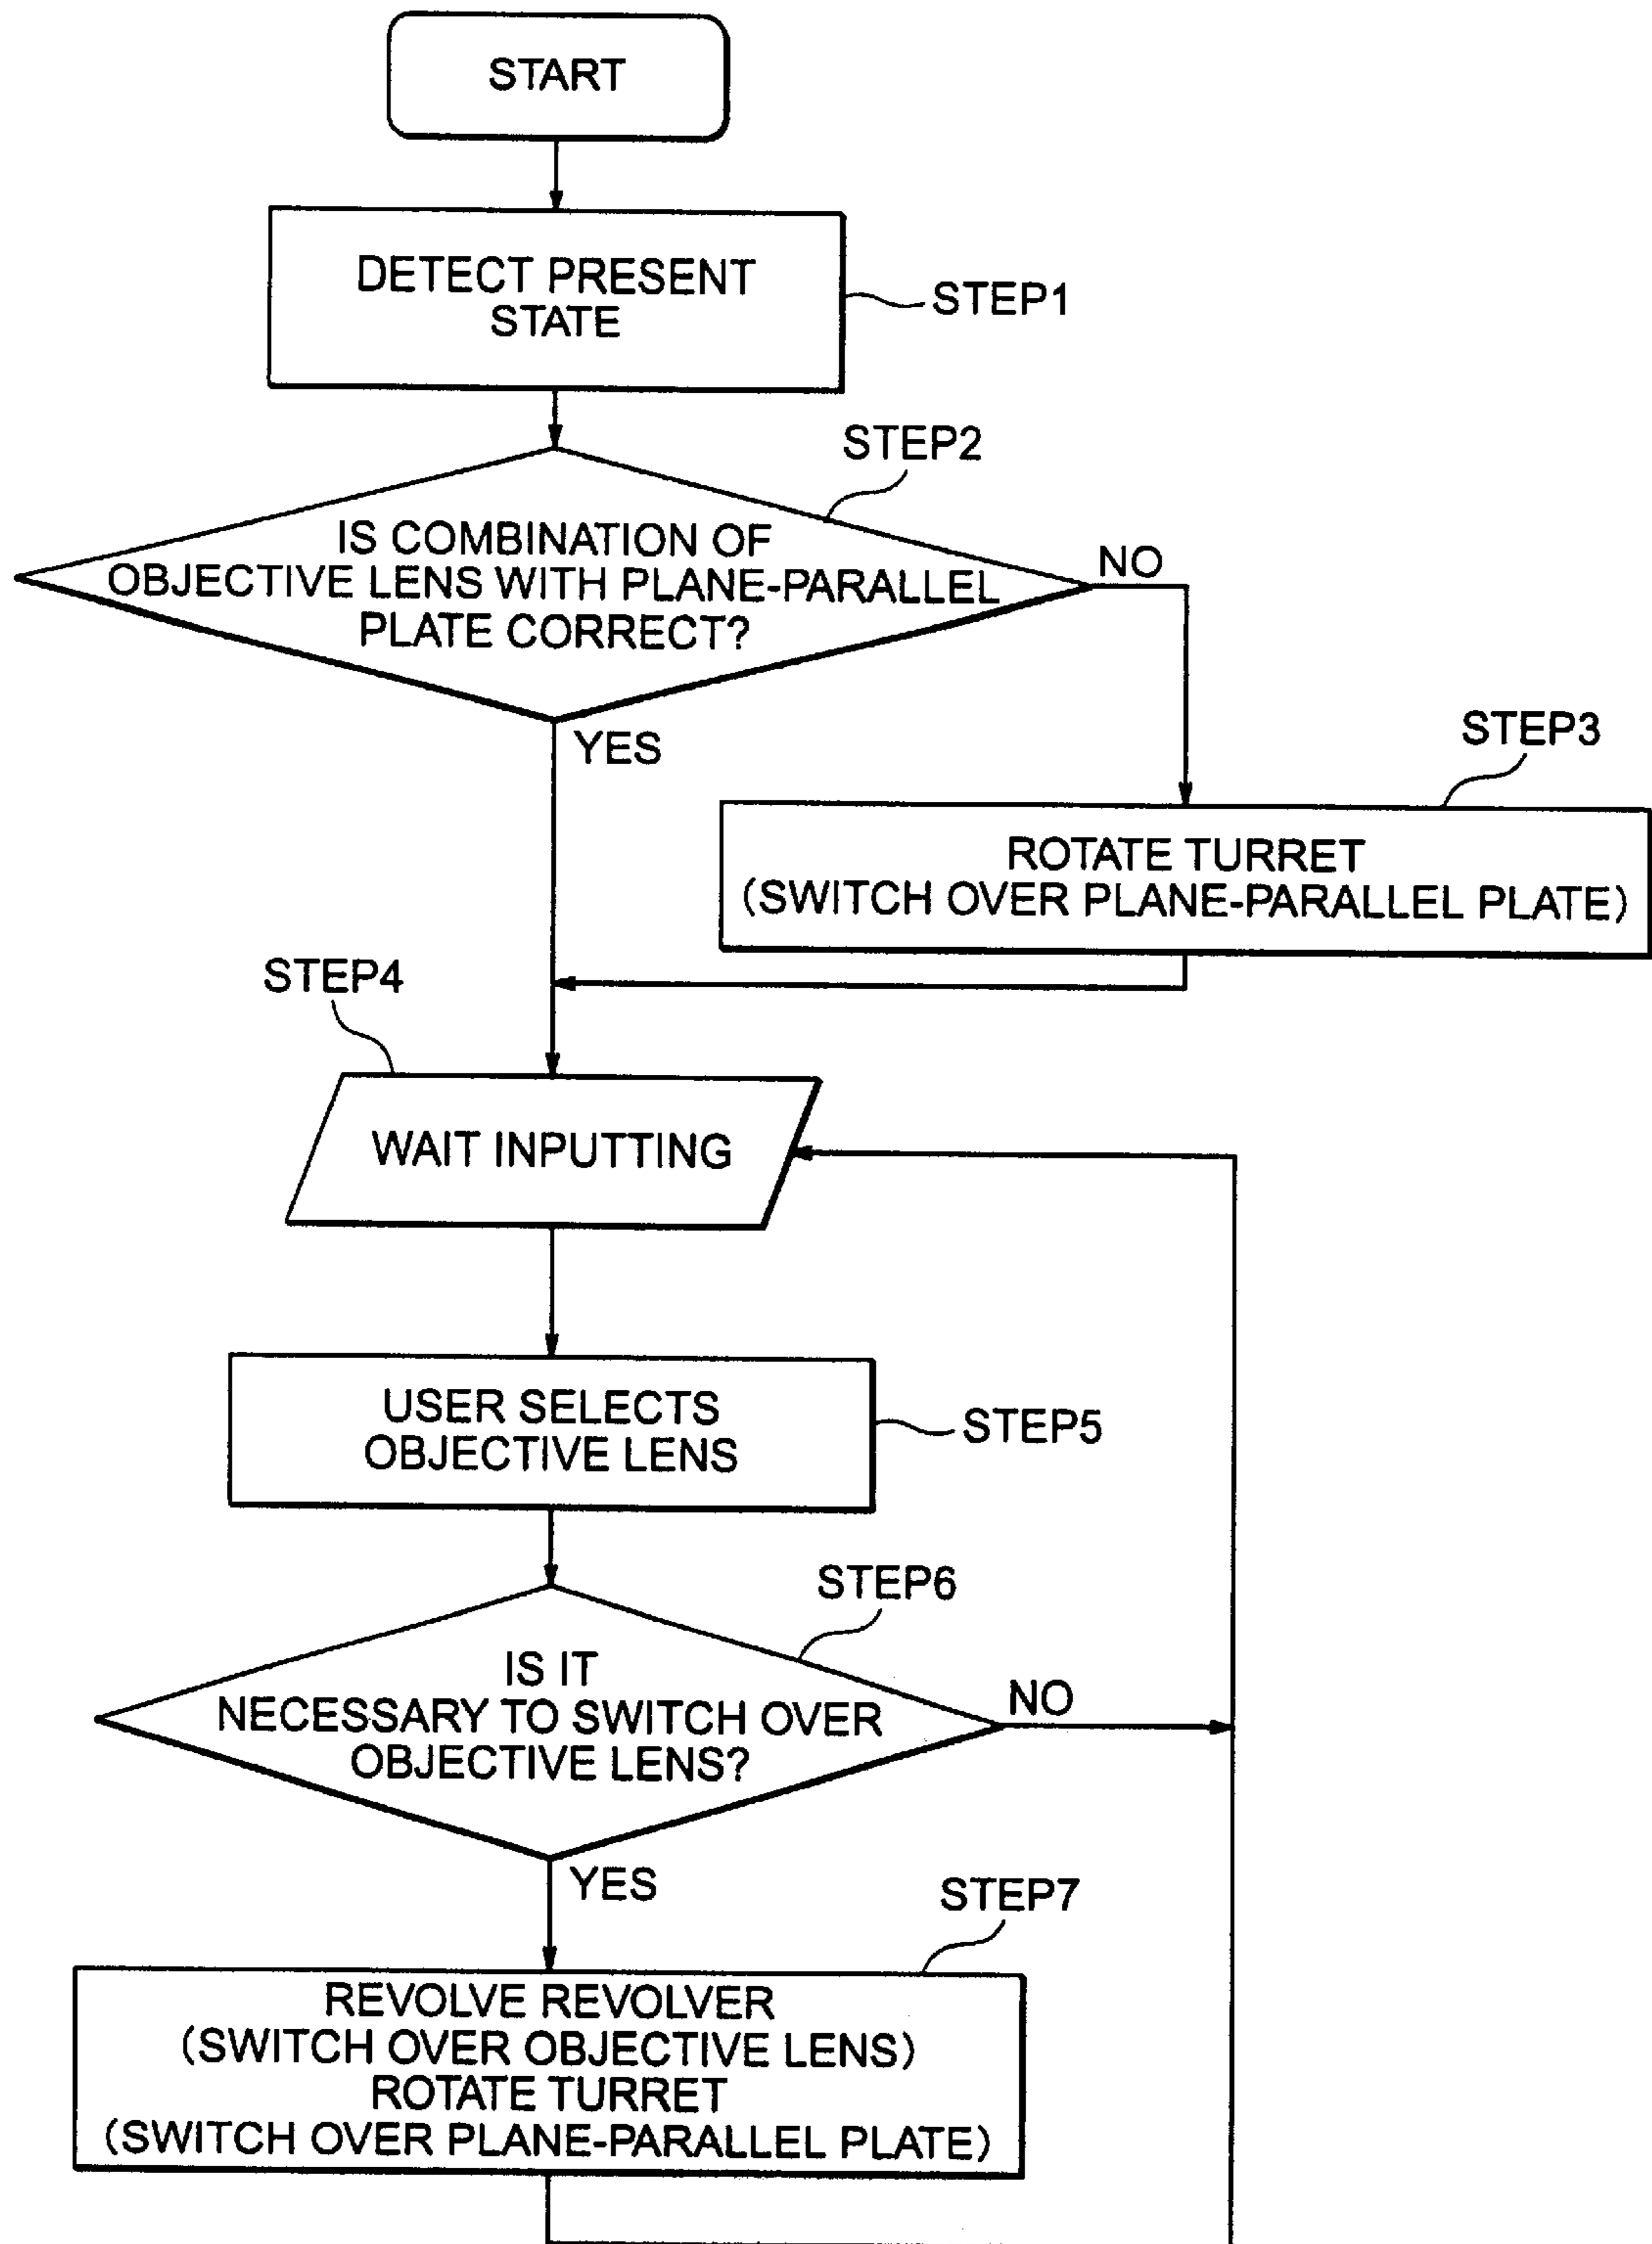 START
DETECT PRESENT
STATE
STEP1
STEP2
IS COMBINATION OF
OBJECTIVE LENS WITH PLANE-PARALLEL
PLATE CORRECT?
NO
YES
STEP3
ROTATE TURRET
(SWITCH OVER PLANE-PARALLEL PLATE)
STEP4
WAIT INPUTTING
USER SELECTS
OBJECTIVE LENS
STEP5
STEP6
IS IT
NECESSARY TO SWITCH OVER
OBJECTIVE LENS?
NO
YES
STEP7
REVOLVE REVOLVER
(SWITCH OVER OBJECTIVE LENS)
ROTATE TURRET
(SWITCH OVER PLANE-PARALLEL PLATE)